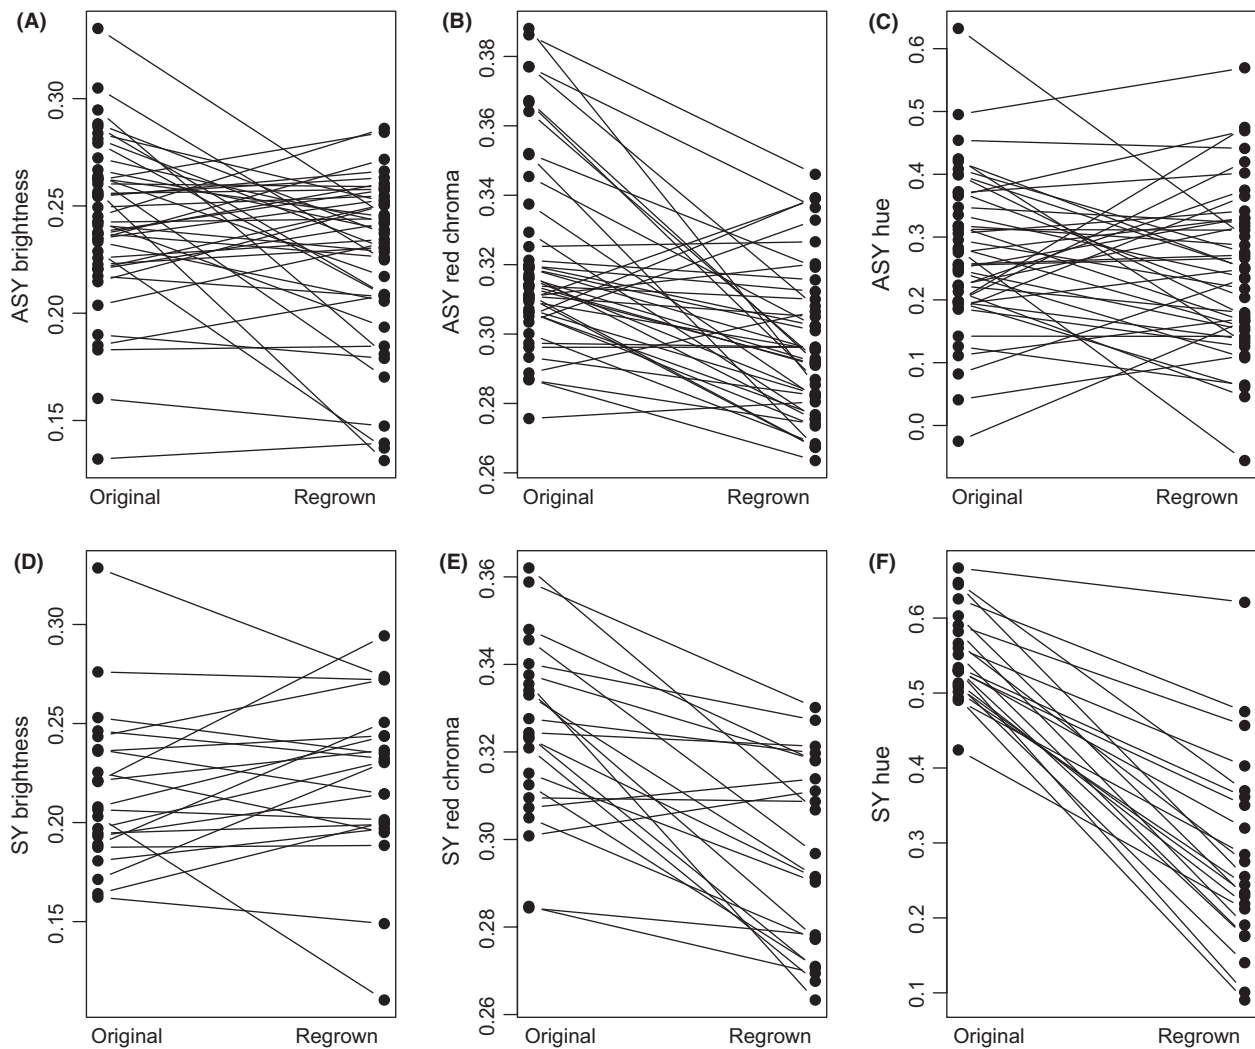 (A)
ASY brightness
0.30
0.25
0.20
0.15
Original Regrown
(B)
ASY red chroma
0.38
0.36
0.34
0.32
0.30
0.28
0.26
Original Regrown
(C)
ASY hue
0.6
0.5
0.4
0.3
0.2
0.1
0.0
Original Regrown
(D)
SY brightness
0.30
0.25
0.20
0.15
Original Regrown
(E)
SY red chroma
0.36
0.34
0.32
0.30
0.28
0.26
Original Regrown
(F)
SY hue
0.6
0.5
0.4
0.3
0.2
0.1
Original Regrown